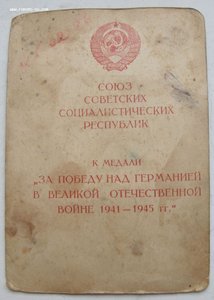 СОЮЗ
СОВЕТСКИХ
СОЦИАЛИСТИЧЕСКИХ
РЕСПУБЛИК
К МЕДАЛИ
„ЗА ПОБЕДУ НАД ГЕРМАНИЕЙ
В ВЕЛИКОЙ ОТЕЧЕСТВЕННОЙ
ВОЙНЕ 1941—1945 гг.“